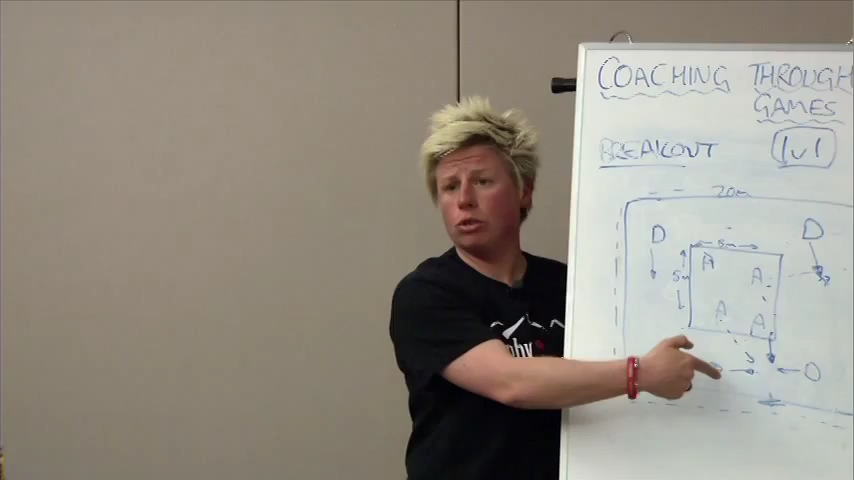 COACHING THROUGH
GAMES
BREAKOUT 1v1
20m
D D
5m
A
5m A
A A
D